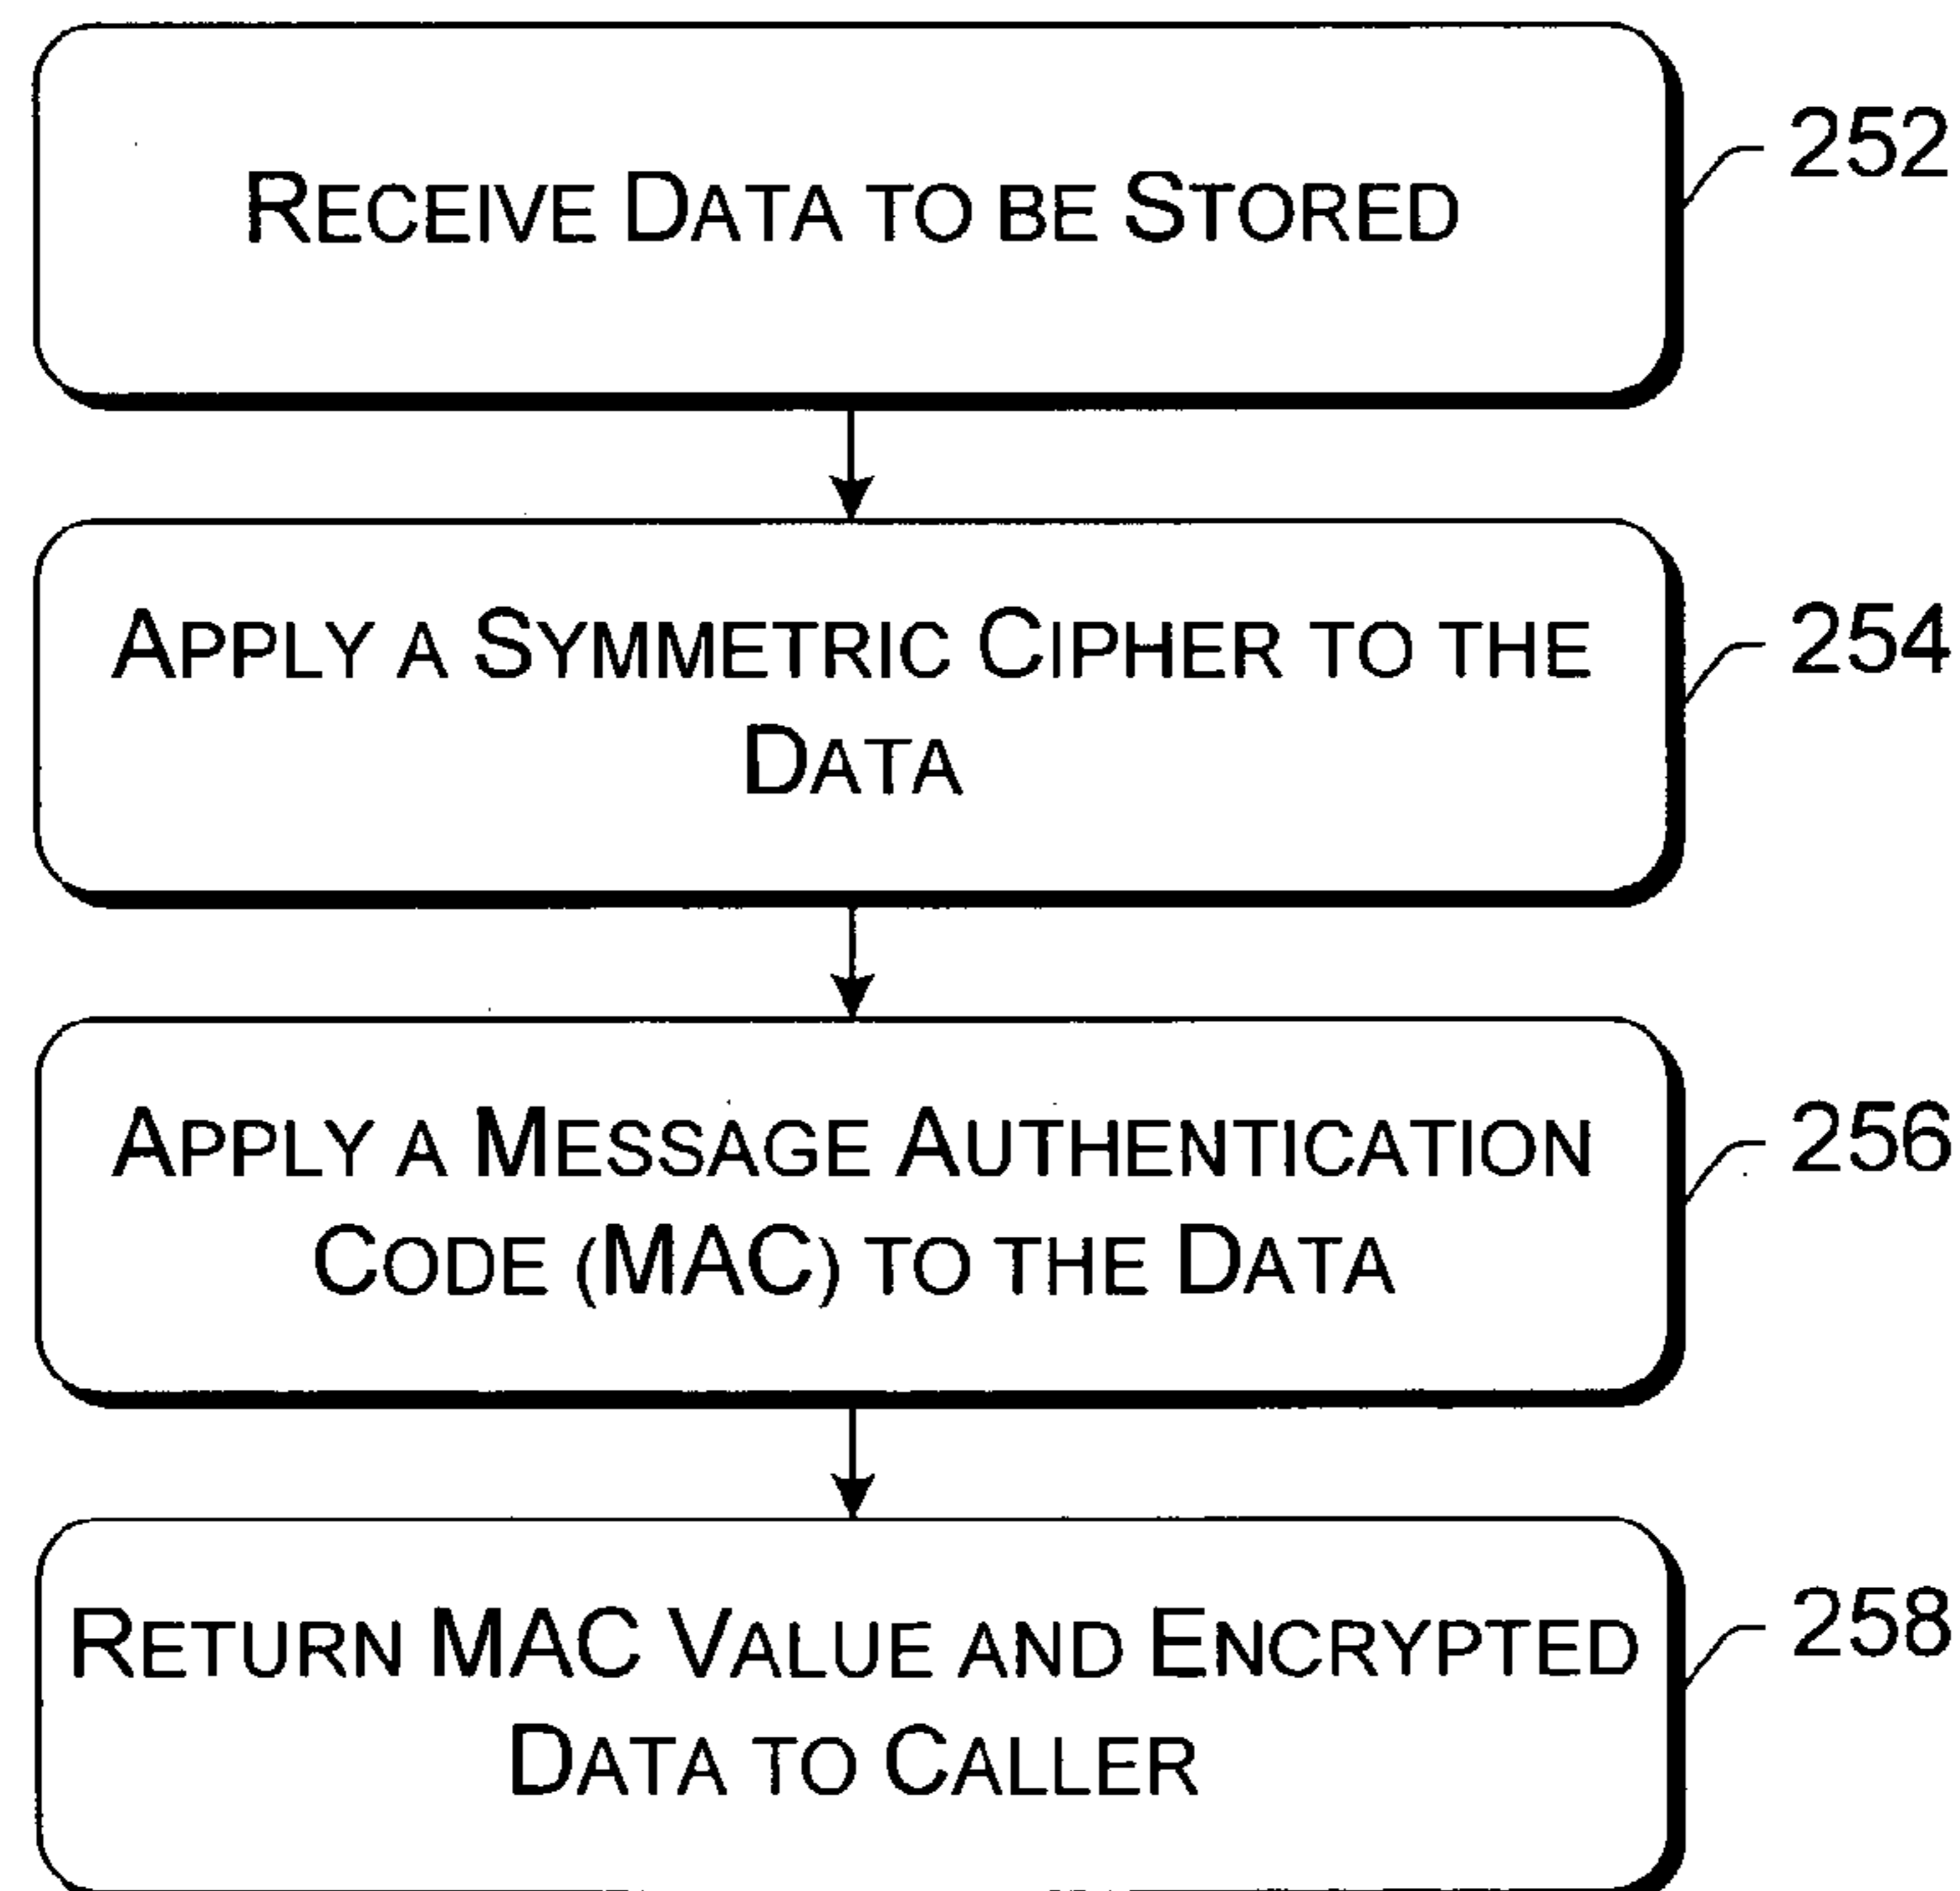 RECEIVE DATA TO BE STORED
252
APPLY A SYMMETRIC CIPHER TO THE
DATA
254
APPLY A MESSAGE AUTHENTICATION
CODE (MAC) TO THE DATA
256
RETURN MAC VALUE AND ENCRYPTED
DATA TO CALLER
258